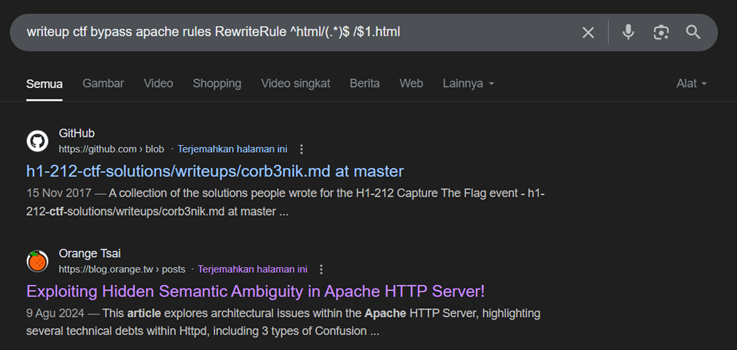 writeup ctf bypass apache rules RewriteRule ^html/(.*)$ /$1.html
Semua Gambar Video Shopping Video singkat Berita Web Lainnya Alat
GitHub
https://github.com › blob · Terjemahkan halaman ini
h1-212-ctf-solutions/writeups/corb3nik.md at master
15 Nov 2017 — A collection of the solutions people wrote for the H1-212 Capture The Flag event - h1-
212-ctf-solutions/writeups/corb3nik.md at master ...
Orange Tsai
https://blog.orange.tw › posts · Terjemahkan halaman ini
Exploiting Hidden Semantic Ambiguity in Apache HTTP Server!
9 Agu 2024 — This article explores architectural issues within the Apache HTTP Server, highlighting
several technical debts within Httpd, including 3 types of Confusion ...